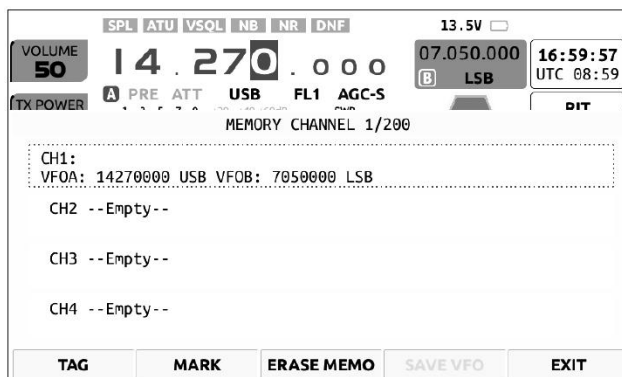 SPL ATU VSQL NB NR DNF 13.5V
VOLUME
50
14.270.000
07.050.000
B LSB
16:59:57
UTC 08:59
A PRE ATT USB FL1 AGC-S
TX POWER
RIT
MEMORY CHANNEL 1/200
CH1:
VFOA: 14270000 USB VFOB: 7050000 LSB
CH2 --Empty--
CH3 --Empty--
CH4 --Empty--
TAG MARK ERASE MEMO SAVE VFO EXIT